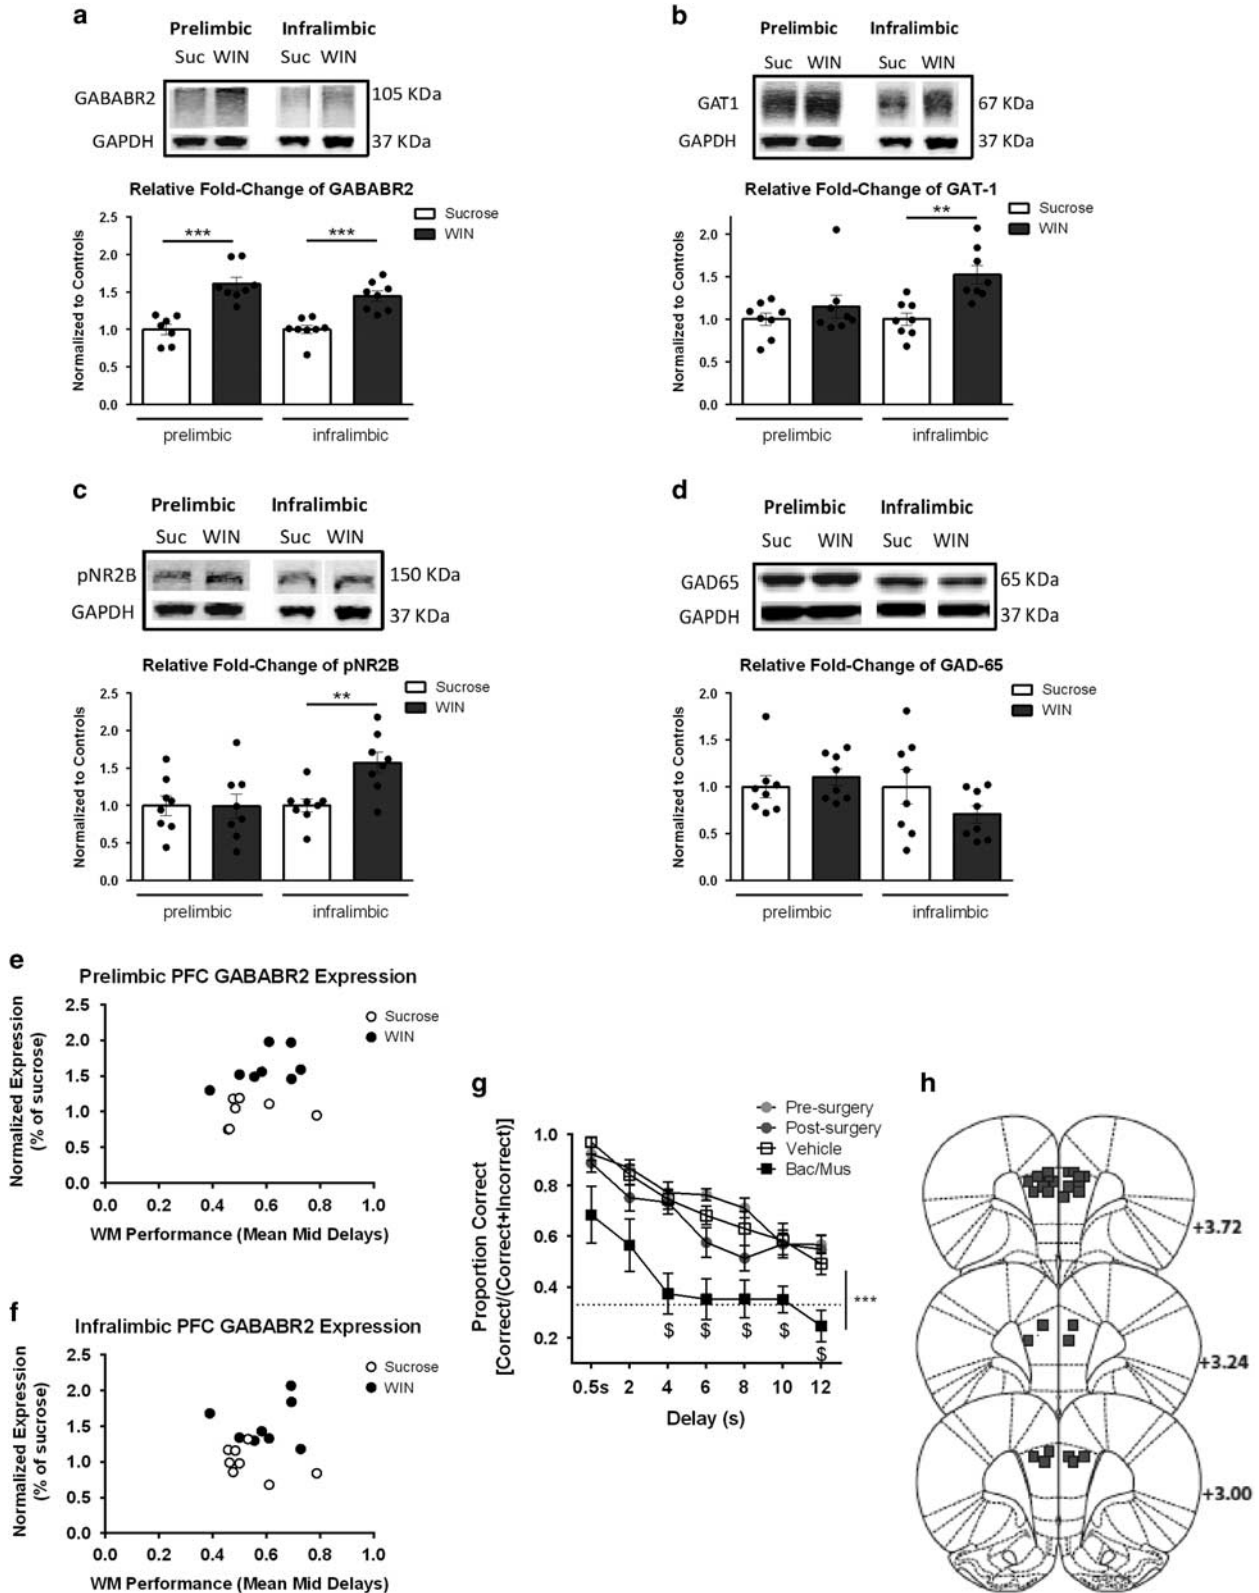 a
Prelimbic Infralimbic
Suc WIN Suc WIN
GABABR2 105 KDa
GAPDH 37 KDa
Relative Fold-Change of GABABR2
Sucrose
WIN
Normalized to Controls
2.5
2.0
1.5
1.0
0.5
0.0
*** ***
prelimbic infralimbic
b
Prelimbic Infralimbic
Suc WIN Suc WIN
GAT1 67 KDa
GAPDH 37 KDa
Relative Fold-Change of GAT-1
Sucrose
WIN
Normalized to Controls
2.0
1.5
1.0
0.5
0.0
**
prelimbic infralimbic
c
Prelimbic Infralimbic
Suc WIN Suc WIN
pNR2B 150 KDa
GAPDH 37 KDa
Relative Fold-Change of pNR2B
Sucrose
WIN
Normalized to Controls
2.5
2.0
1.5
1.0
0.5
0.0
**
prelimbic infralimbic
d
Prelimbic Infralimbic
Suc WIN Suc WIN
GAD65 65 KDa
GAPDH 37 KDa
Relative Fold-Change of GAD-65
Sucrose
WIN
Normalized to Controls
2.0
1.5
1.0
0.5
0.0
prelimbic infralimbic
e
Prelimbic PFC GABABR2 Expression
Sucrose
WIN
Normalized Expression
(% of sucrose)
2.5
2.0
1.5
1.0
0.5
0.0
0.0 0.2 0.4 0.6 0.8 1.0
WM Performance (Mean Mid Delays)
f
Infralimbic PFC GABABR2 Expression
Sucrose
WIN
Normalized Expression
(% of sucrose)
2.5
2.0
1.5
1.0
0.5
0.0
0.0 0.2 0.4 0.6 0.8 1.0
WM Performance (Mean Mid Delays)
g
Pre-surgery
Post-surgery
Vehicle
Bac/Mus
Proportion Correct
[Correct/(Correct+Incorrect)]
1.0
0.8
0.6
0.4
0.2
***
$ $ $ $ $
0.5s 2 4 6 8 10 12
Delay (s)
h
+3.72
+3.24
+3.00